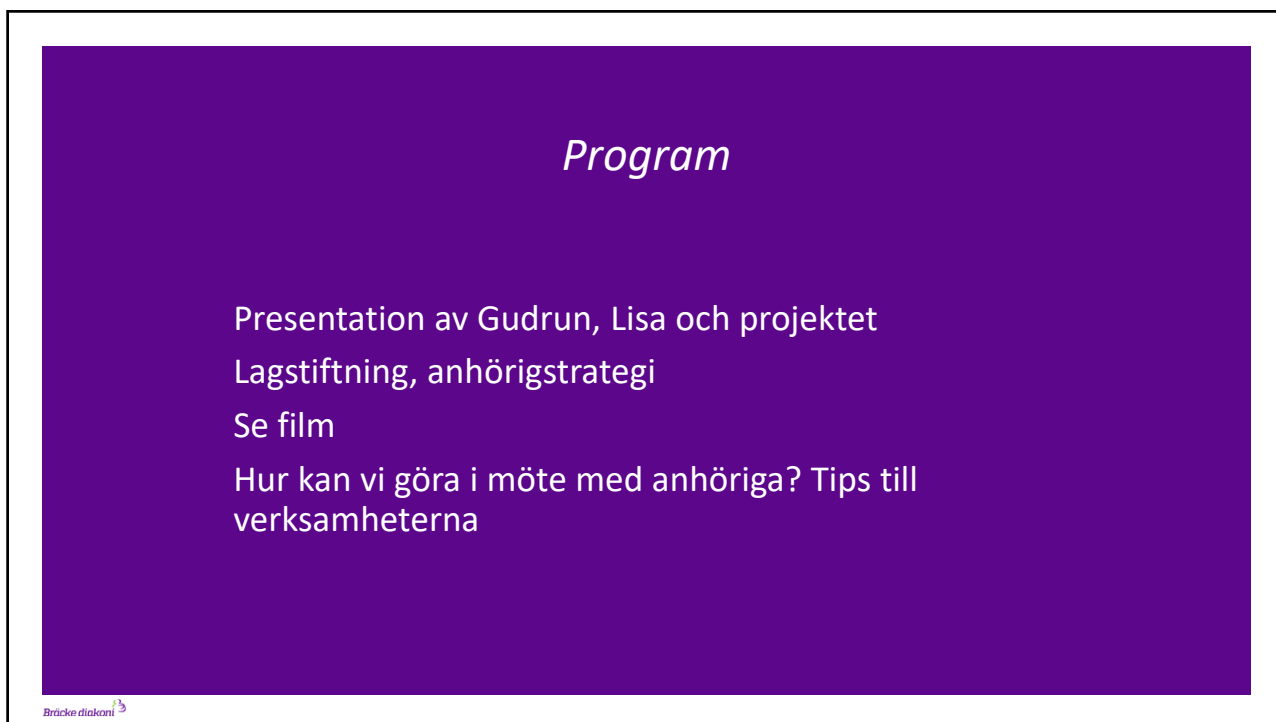 Program
Presentation av Gudrun, Lisa och projektet
Lagstiftning, anhörigstrategi
Se film
Hur kan vi göra i möte med anhöriga? Tips till
verksamheterna
Bräcke diakoni